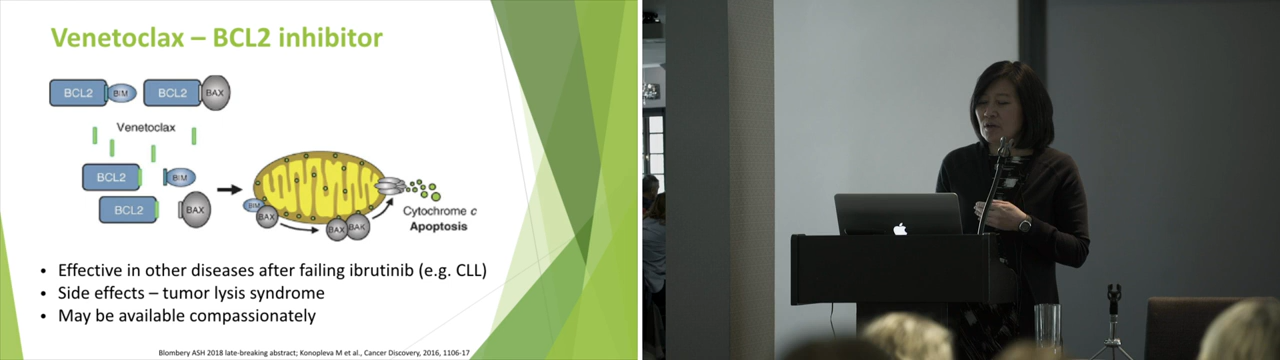 Venetoclax – BCL2 inhibitor
BCL2 BIM BCL2 BAX
Venetoclax
BCL2 BIM
BCL2 BAX
BIM
BAX
BAX BAK
Cytochrome c
Apoptosis
• Effective in other diseases after failing ibrutinib (e.g. CLL)
• Side effects – tumor lysis syndrome
• May be available compassionately
Blombery ASH 2018 late-breaking abstract; Konopleva M et al., Cancer Discovery, 2016, 1106-17